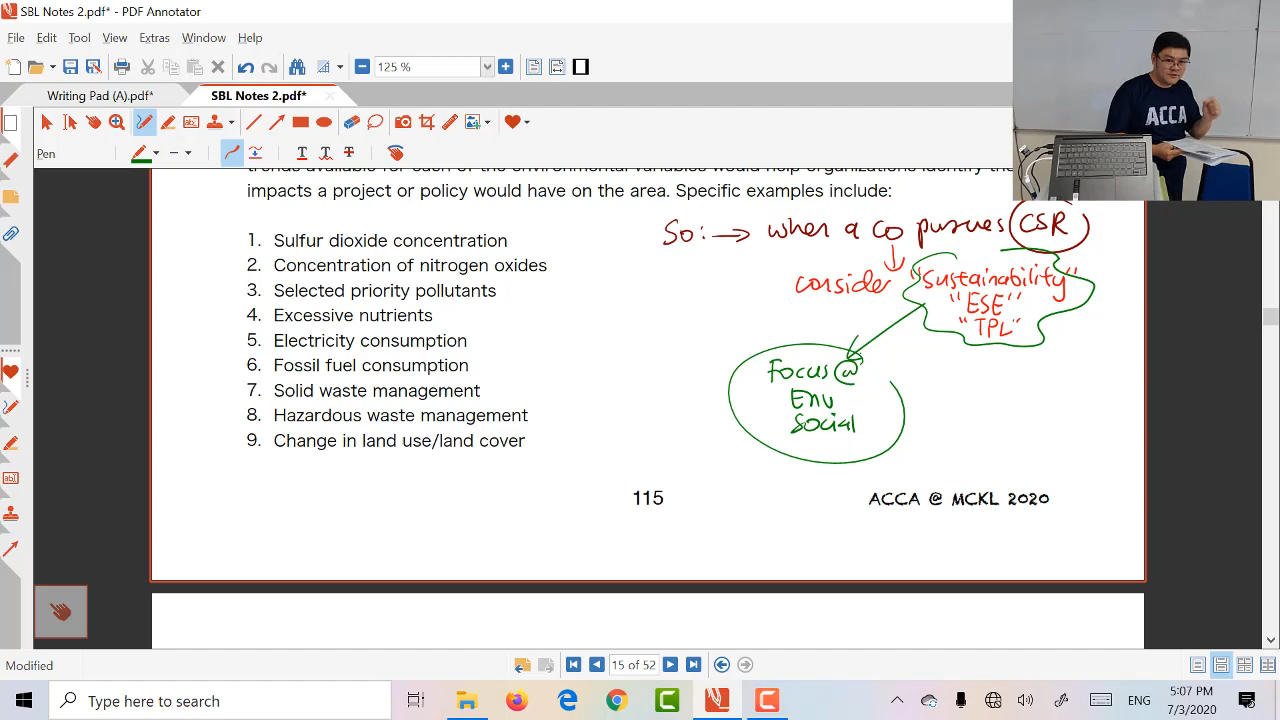 SBL Notes 2.pdf* - PDF Annotator
File Edit Tool View Extras Window Help
125 %
Writing Pad (A).pdf*
SBL Notes 2.pdf*
ACCA
Pen
impacts a project or policy would have on the area. Specific examples include:
So: → when a co pursues CSR
1. Sulfur dioxide concentration
2. Concentration of nitrogen oxides
3. Selected priority pollutants
4. Excessive nutrients
5. Electricity consumption
6. Fossil fuel consumption
7. Solid waste management
8. Hazardous waste management
9. Change in land use/land cover
consider "Sustainability"
"ESE"
"TPL"
Focus @
Env
Social
115
ACCA @ MCKL 2020
Modified
15 of 52
Type here to search
ENG
5:07 PM
7/3/2020